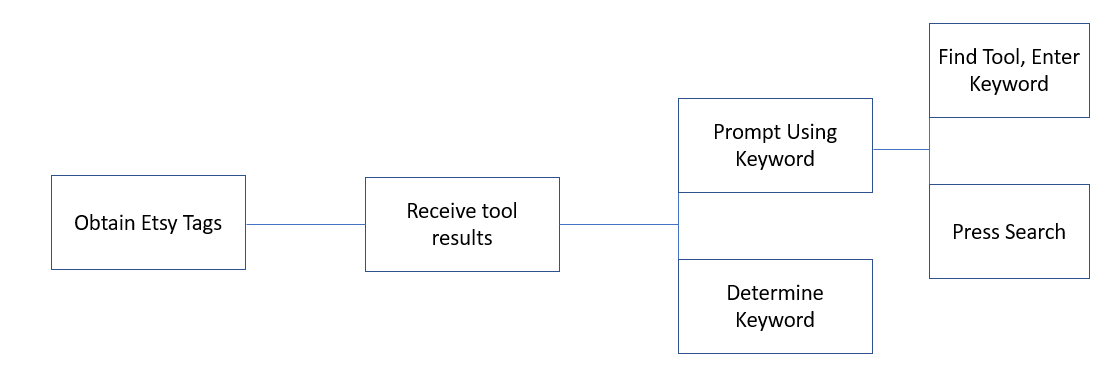 Obtain Etsy Tags
Receive tool
results
Prompt Using
Keyword
Determine
Keyword
Find Tool, Enter
Keyword
Press Search